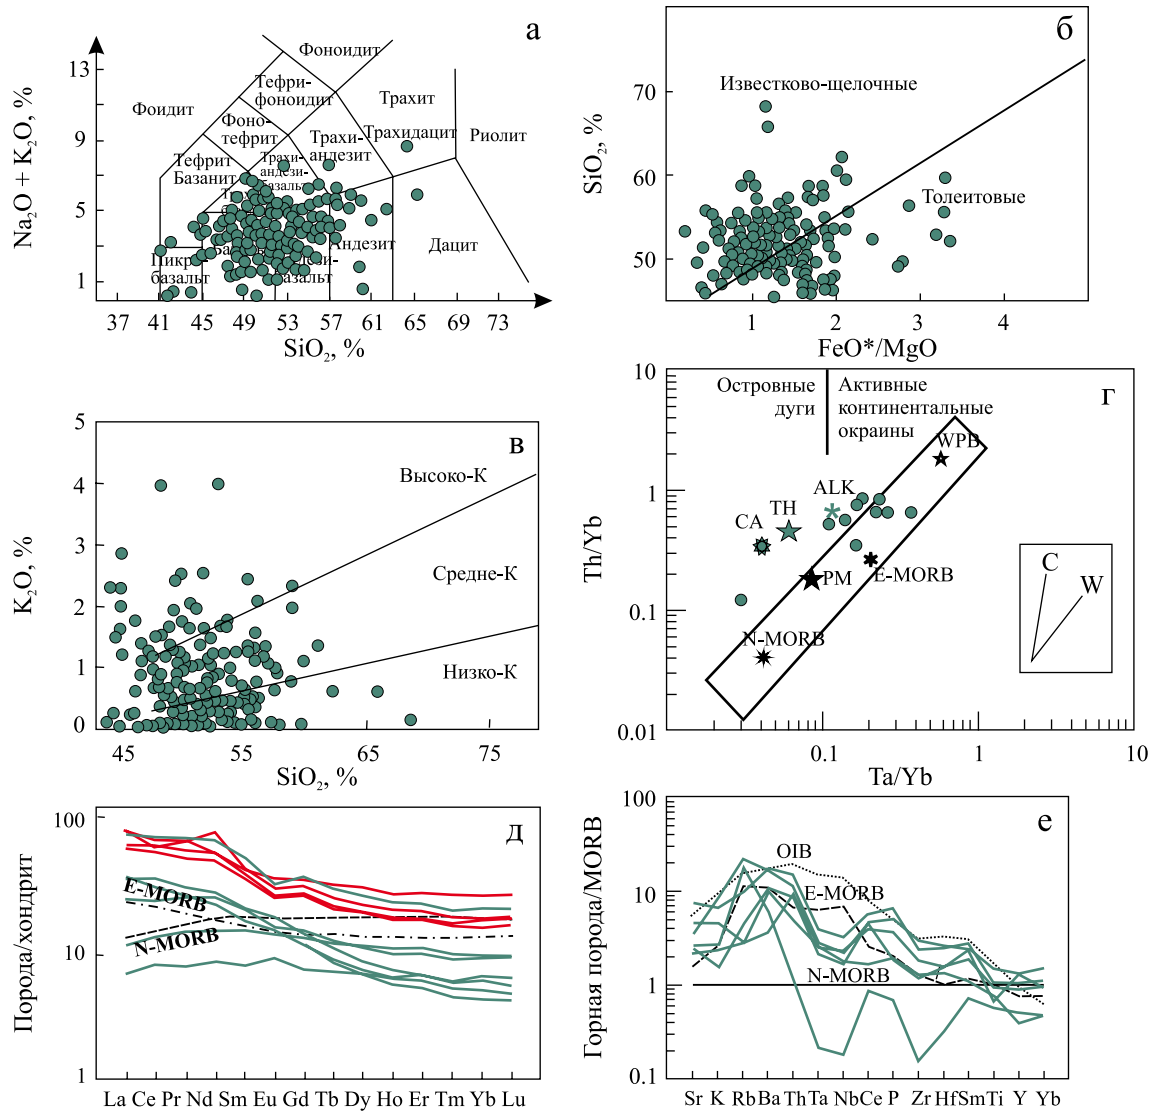 а
Na₂O + K₂O, %
13
9
5
1
Фоноидит
Тефри-
фоноидит
Фоидит
Трахит
Фоно-
тефрит
Трахи-
андезит
Трахидацит
Риолит
Тефрит
Базанит
Трахи-
андези-
базальт
Андезит
Дацит
Пикро-
базальт
базальт
37 41 45 49 53 57 61 63 69 73
SiO₂, %
б
SiO₂, %
70
60
50
Известково-щелочные
Толеитовые
1 2 3 4
FeO*/MgO
в
K₂O, %
5
4
3
2
1
0
Высоко-К
Средне-К
Низко-К
45 55 65 75
SiO₂, %
г
Th/Yb
10
1
0.1
0.01
Островные
дуги
Активные
континентальные
окраины
WPB
ALK
TH
CA
PM
E-MORB
N-MORB
C
W
0.1 1 10
Ta/Yb
д
Порода/хондрит
100
10
1
E-MORB
N-MORB
La Ce Pr Nd Sm Eu Gd Tb Dy Ho Er Tm Yb Lu
е
Горная порода/MORB
100
10
1
0.1
OIB
E-MORB
N-MORB
Sr K Rb Ba Th Ta Nb Ce P Zr Hf Sm Ti Y Yb